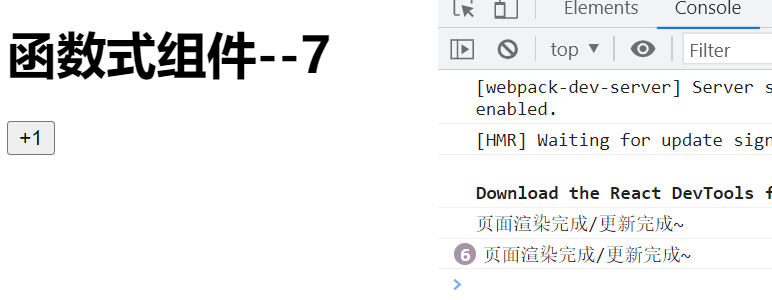 函数式组件--7
+1
Elements
Console
top ▼
Filter
[webpack-dev-server] Server
enabled.
[HMR] Waiting for update
Download the React DevTools
页面渲染完成/更新完成~
6 页面渲染完成/更新完成~
>